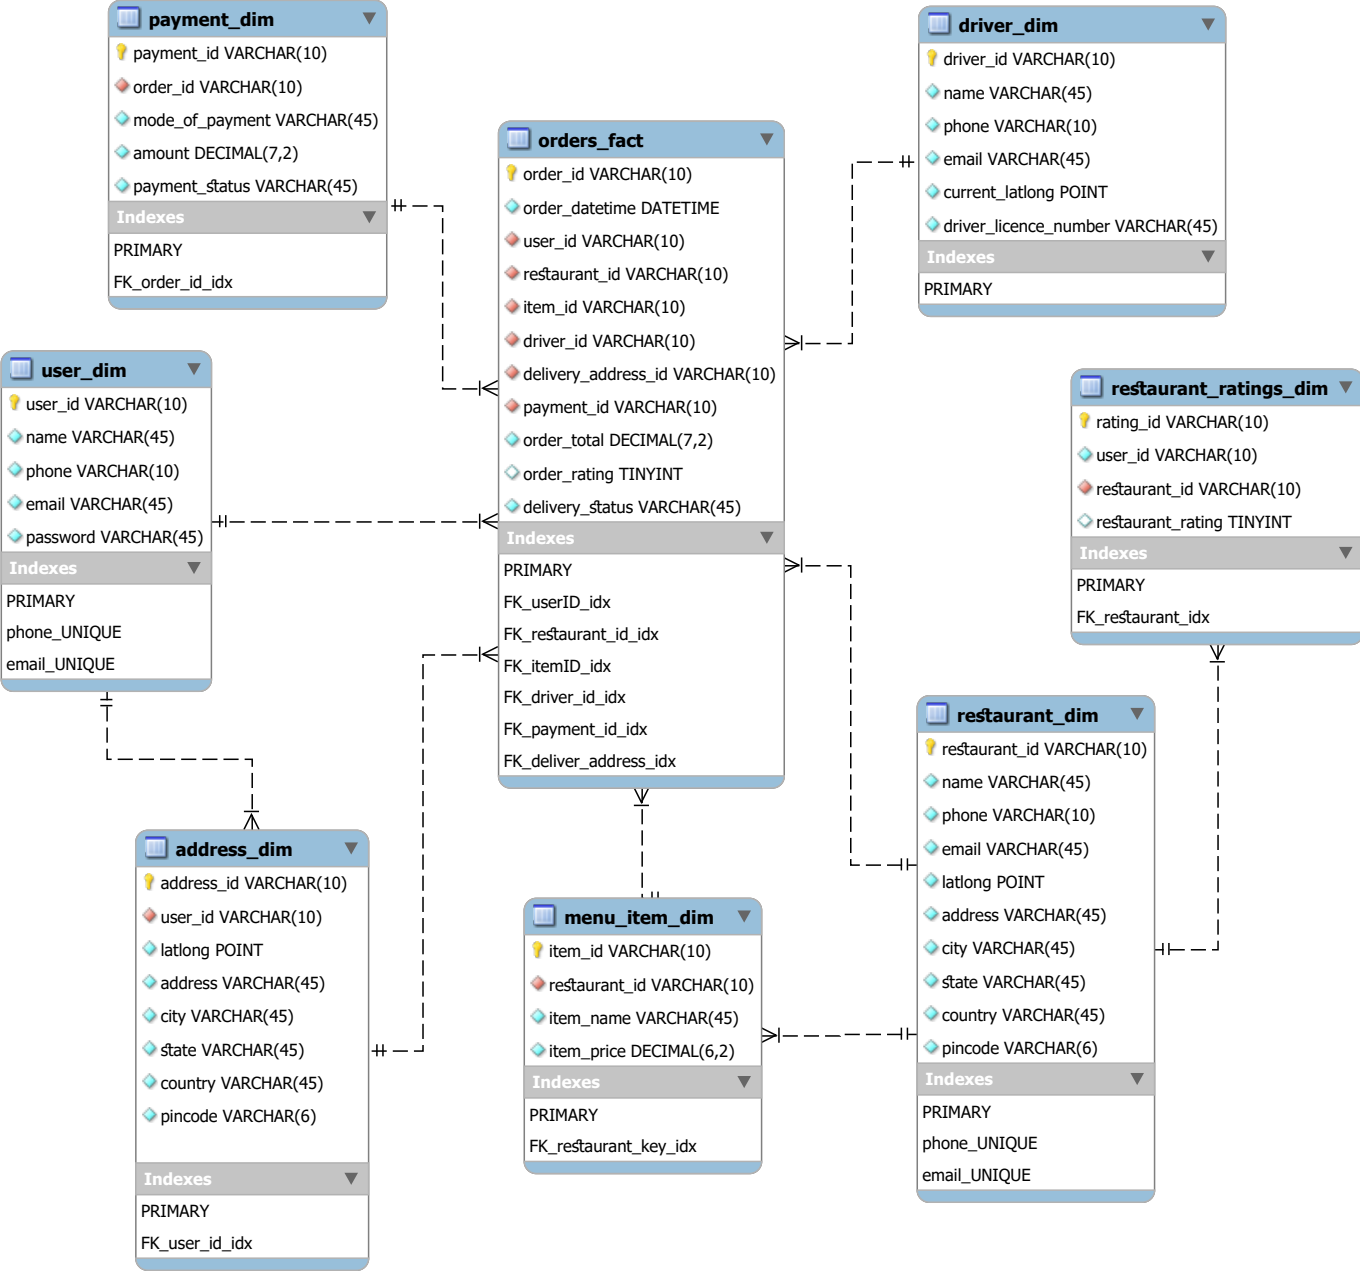 payment_dim
payment_id VARCHAR(10)
order_id VARCHAR(10)
mode_of_payment VARCHAR(45)
amount DECIMAL(7,2)
payment_status VARCHAR(45)
Indexes
PRIMARY
FK_order_id_idx
driver_dim
driver_id VARCHAR(10)
name VARCHAR(45)
phone VARCHAR(10)
email VARCHAR(45)
current_latlong POINT
driver_licence_number VARCHAR(45)
Indexes
PRIMARY
orders_fact
order_id VARCHAR(10)
order_datetime DATETIME
user_id VARCHAR(10)
restaurant_id VARCHAR(10)
item_id VARCHAR(10)
driver_id VARCHAR(10)
delivery_address_id VARCHAR(10)
payment_id VARCHAR(10)
order_total DECIMAL(7,2)
order_rating TINYINT
delivery_status VARCHAR(45)
Indexes
PRIMARY
FK_userID_idx
FK_restaurant_id_idx
FK_itemID_idx
FK_driver_id_idx
FK_payment_id_idx
FK_deliver_address_idx
user_dim
user_id VARCHAR(10)
name VARCHAR(45)
phone VARCHAR(10)
email VARCHAR(45)
password VARCHAR(45)
Indexes
PRIMARY
phone_UNIQUE
email_UNIQUE
restaurant_ratings_dim
rating_id VARCHAR(10)
user_id VARCHAR(10)
restaurant_id VARCHAR(10)
restaurant_rating TINYINT
Indexes
PRIMARY
FK_restaurant_idx
restaurant_dim
restaurant_id VARCHAR(10)
name VARCHAR(45)
phone VARCHAR(10)
email VARCHAR(45)
latlong POINT
address VARCHAR(45)
city VARCHAR(45)
state VARCHAR(45)
country VARCHAR(45)
pincode VARCHAR(6)
Indexes
PRIMARY
phone_UNIQUE
email_UNIQUE
address_dim
address_id VARCHAR(10)
user_id VARCHAR(10)
latlong POINT
address VARCHAR(45)
city VARCHAR(45)
state VARCHAR(45)
country VARCHAR(45)
pincode VARCHAR(6)
Indexes
PRIMARY
FK_user_id_idx
menu_item_dim
item_id VARCHAR(10)
restaurant_id VARCHAR(10)
item_name VARCHAR(45)
item_price DECIMAL(6,2)
Indexes
PRIMARY
FK_restaurant_key_idx